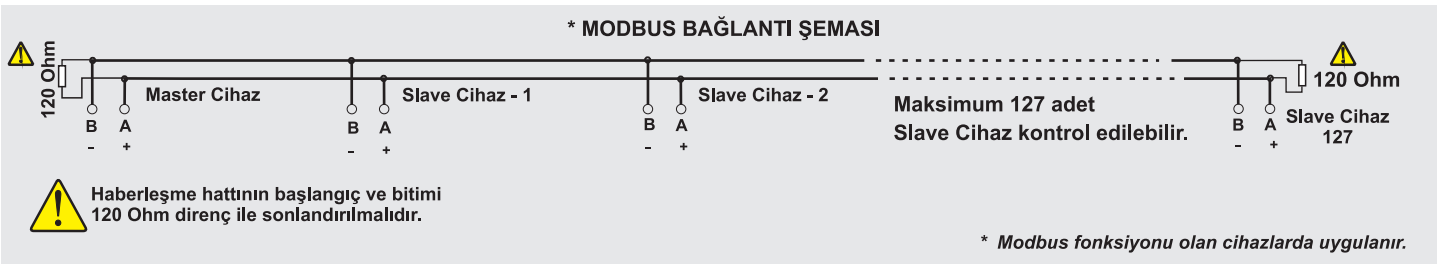 * MODBUS BAĞLANTI ŞEMASI
120 Ohm
B
A
-
+
Master Cihaz
B
A
-
+
Slave Cihaz - 1
B
A
-
+
Slave Cihaz - 2
Maksimum 127 adet
Slave Cihaz kontrol edilebilir.
B
A
-
+
120 Ohm
Slave Cihaz
127
Haberleşme hattının başlangıç ve bitimi
120 Ohm direnç ile sonlandırılmalıdır.
* Modbus fonksiyonu olan cihazlarda uygulanır.